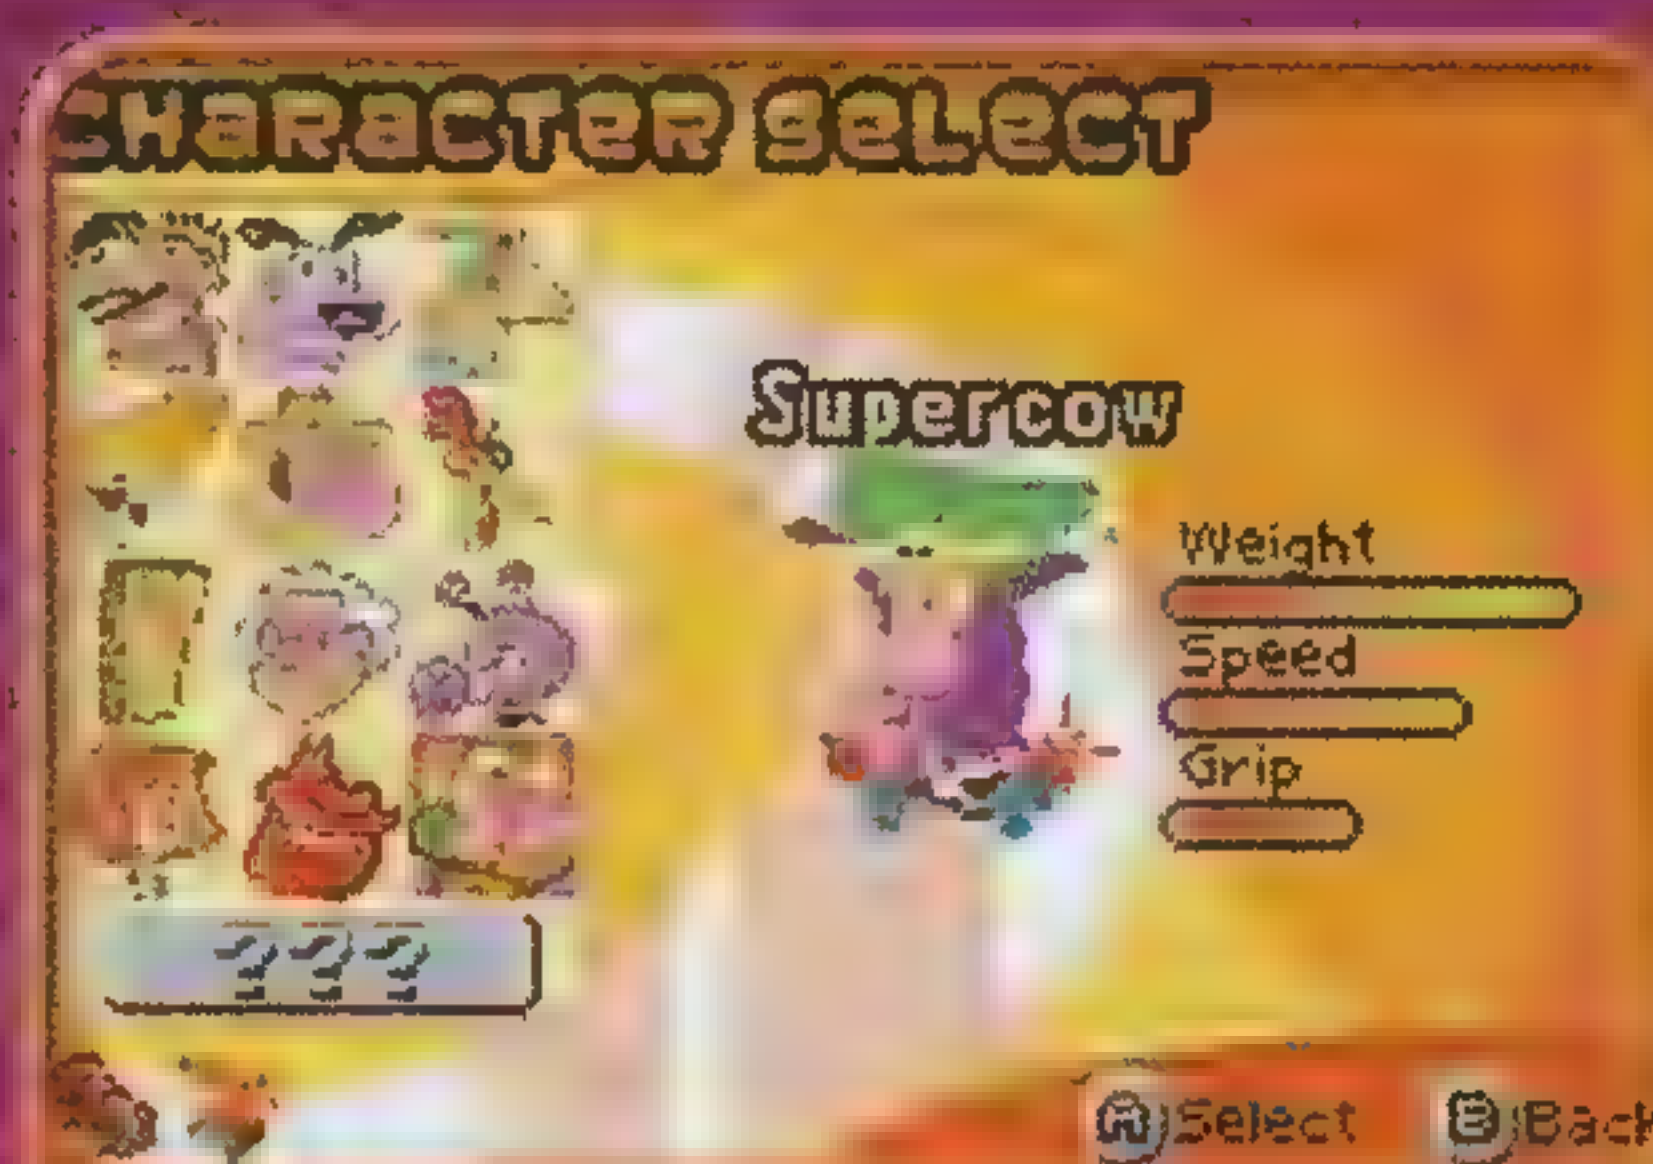 CHaRaCTeR SeLeCT
Supercow
Weight
Speed
Grip
???
A Select B Back